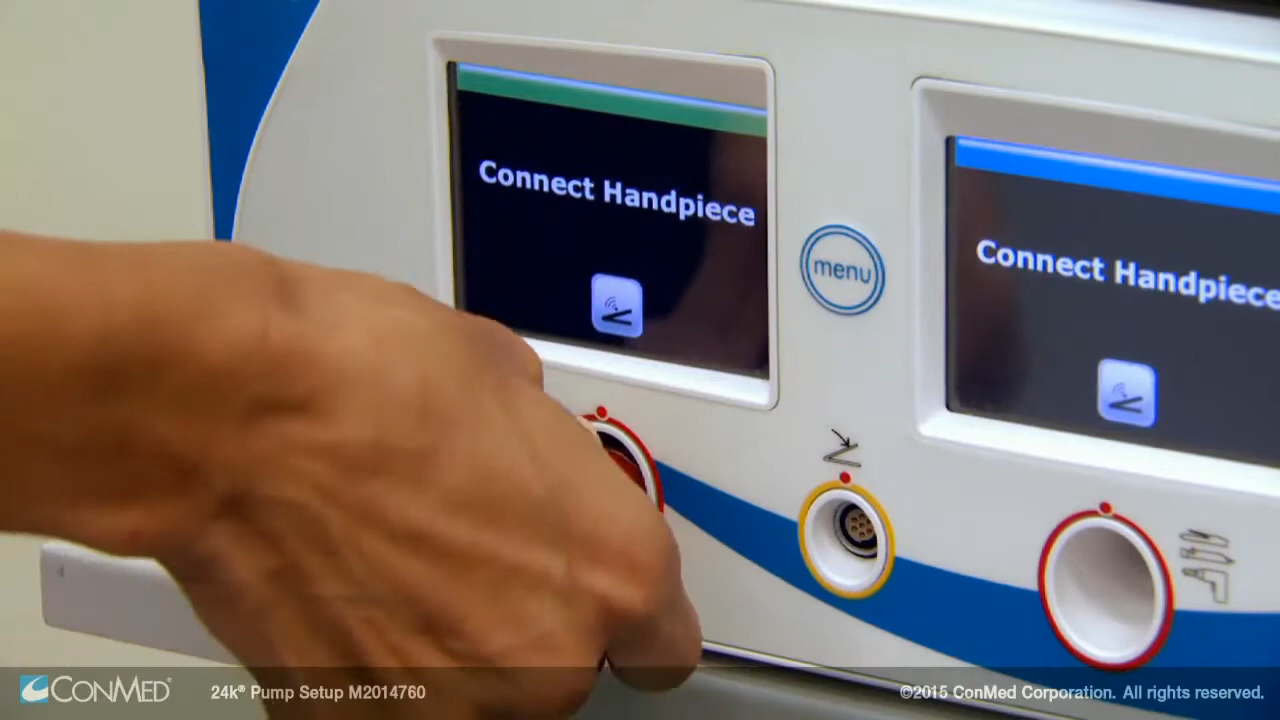 Connect Handpiece
menu
Connect Handpiece
CONMED®
24k® Pump Setup M2014760
©2015 ConMed Corporation. All rights reserved.